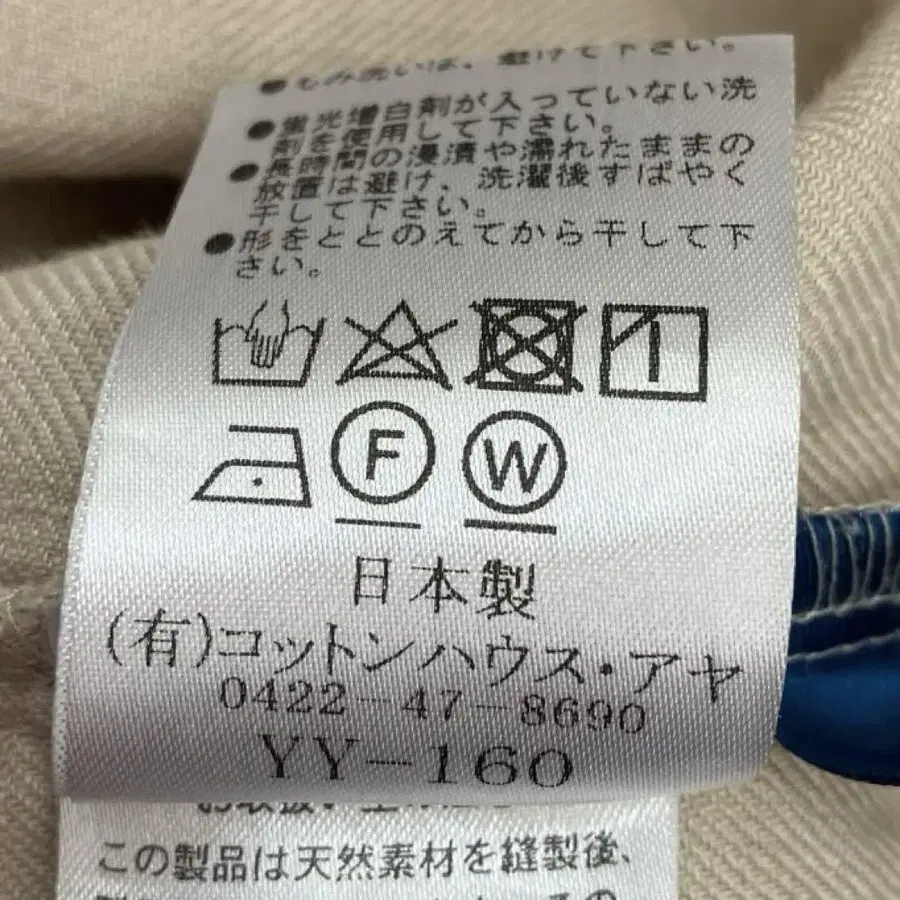 ●もみ洗いは、避けて下さい。
●蛍光増白剤が入っていない洗
剤を使用して下さい。
●長時間の浸漬や濡れたままの
放置は避け、洗濯後すばやく
干して下さい。
●形をととのえてから干して下
さい。
F W
日本製
(有)コットンハウス・アヤ
0422-47-8690
YY-160
この製品は天然素材を縫製後、